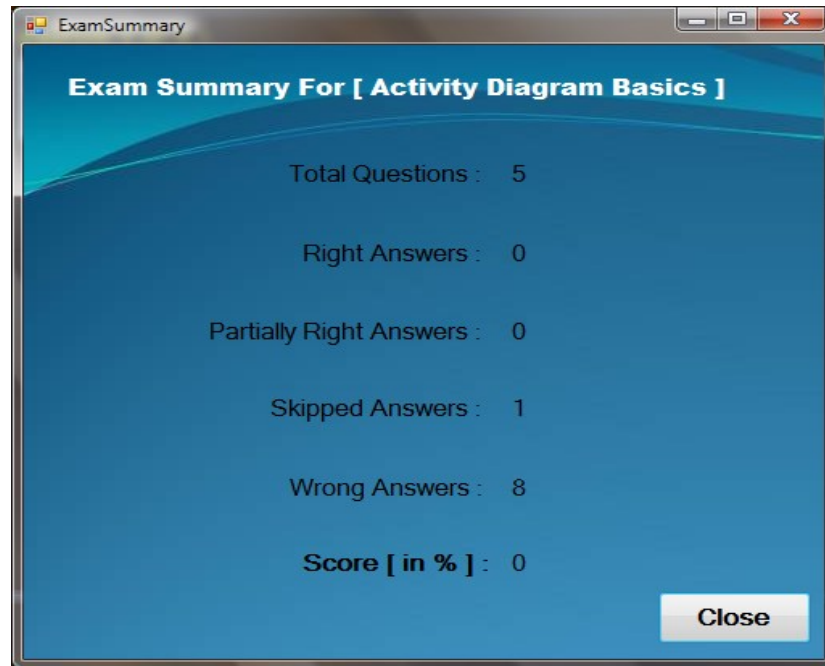 ExamSummary
Exam Summary For [ Activity Diagram Basics ]
Total Questions : 5
Right Answers : 0
Partially Right Answers : 0
Skipped Answers : 1
Wrong Answers : 8
Score [ in % ] : 0
Close